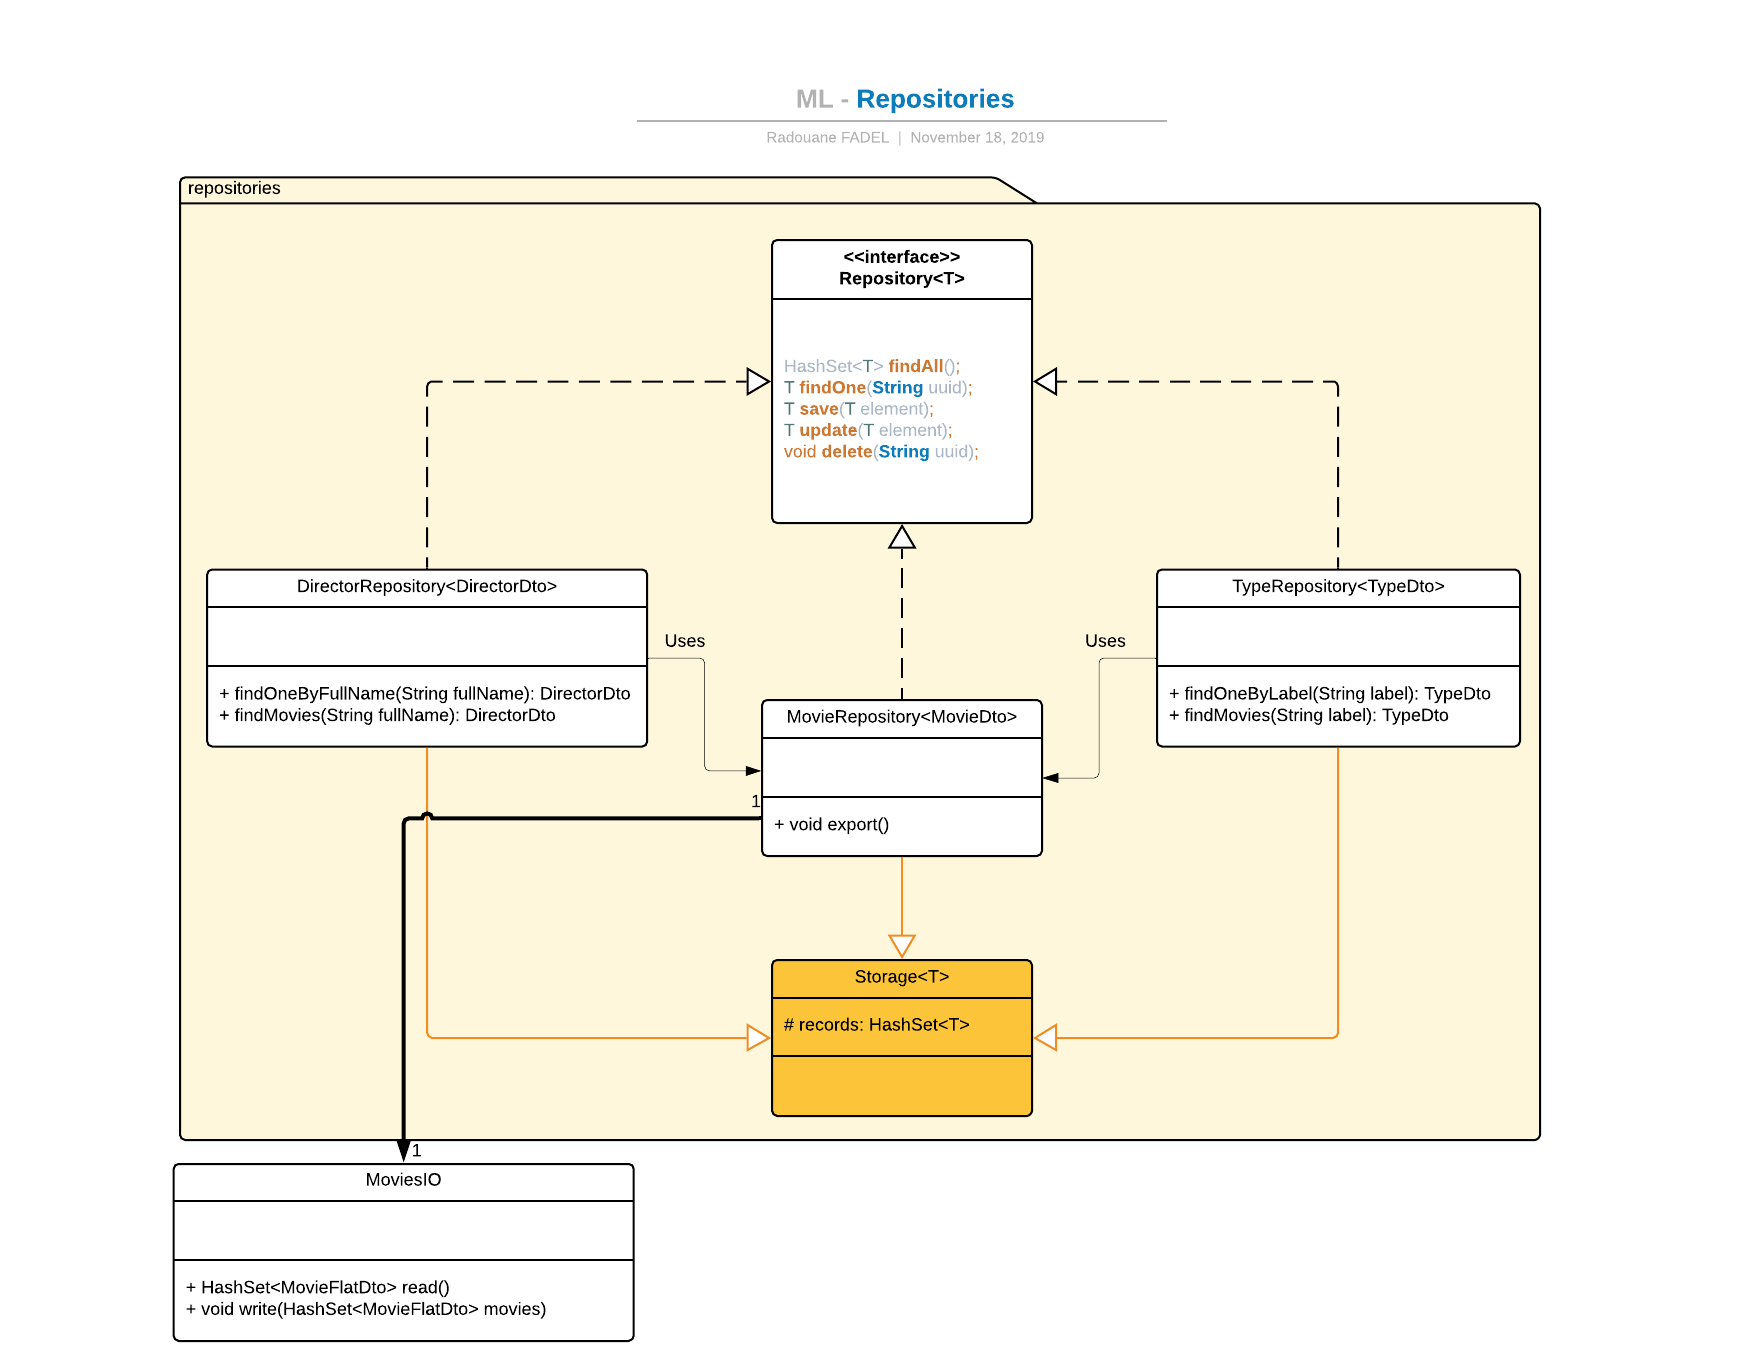 ML - Repositories
Radouane FADEL | November 18, 2019
repositories
<<interface>>
Repository<T>
HashSet<T> findAll();
T findOne(String uuid);
T save(T element);
T update(T element);
void delete(String uuid);
DirectorRepository<DirectorDto>
+ findOneByFullName(String fullName): DirectorDto
+ findMovies(String fullName): DirectorDto
Uses
Uses
TypeRepository<TypeDto>
+ findOneByLabel(String label): TypeDto
+ findMovies(String label): TypeDto
MovieRepository<MovieDto>
+ void export()
1
Storage<T>
# records: HashSet<T>
1
MoviesIO
+ HashSet<MovieFlatDto> read()
+ void write(HashSet<MovieFlatDto> movies)